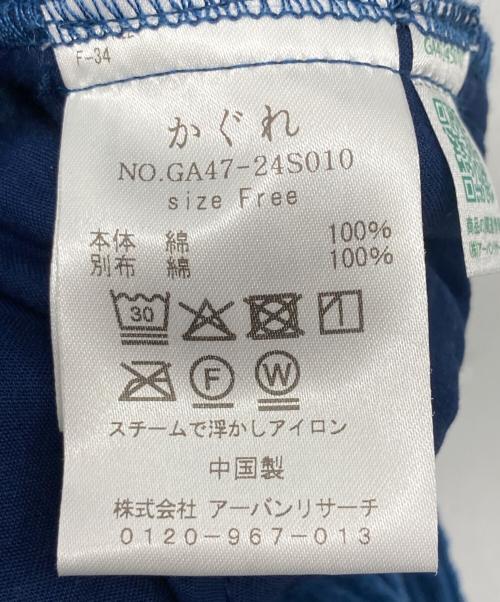 F-34
かぐれ
NO.GA47-24S010
size Free
本体 綿 100%
別布 綿 100%
30
F W
スチームで浮かしアイロン
中国製
株式会社 アーバンリサーチ
0120-967-013